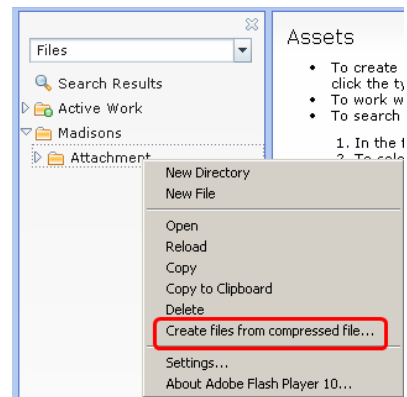 Files
Search Results
Active Work
Madisons
Attachment
Assets
To create
click the ty
To work w
To search
1. In the f
New Directory
New File
Open
Reload
Copy
Copy to Clipboard
Delete
Create files from compressed file...
Settings...
About Adobe Flash Player 10...